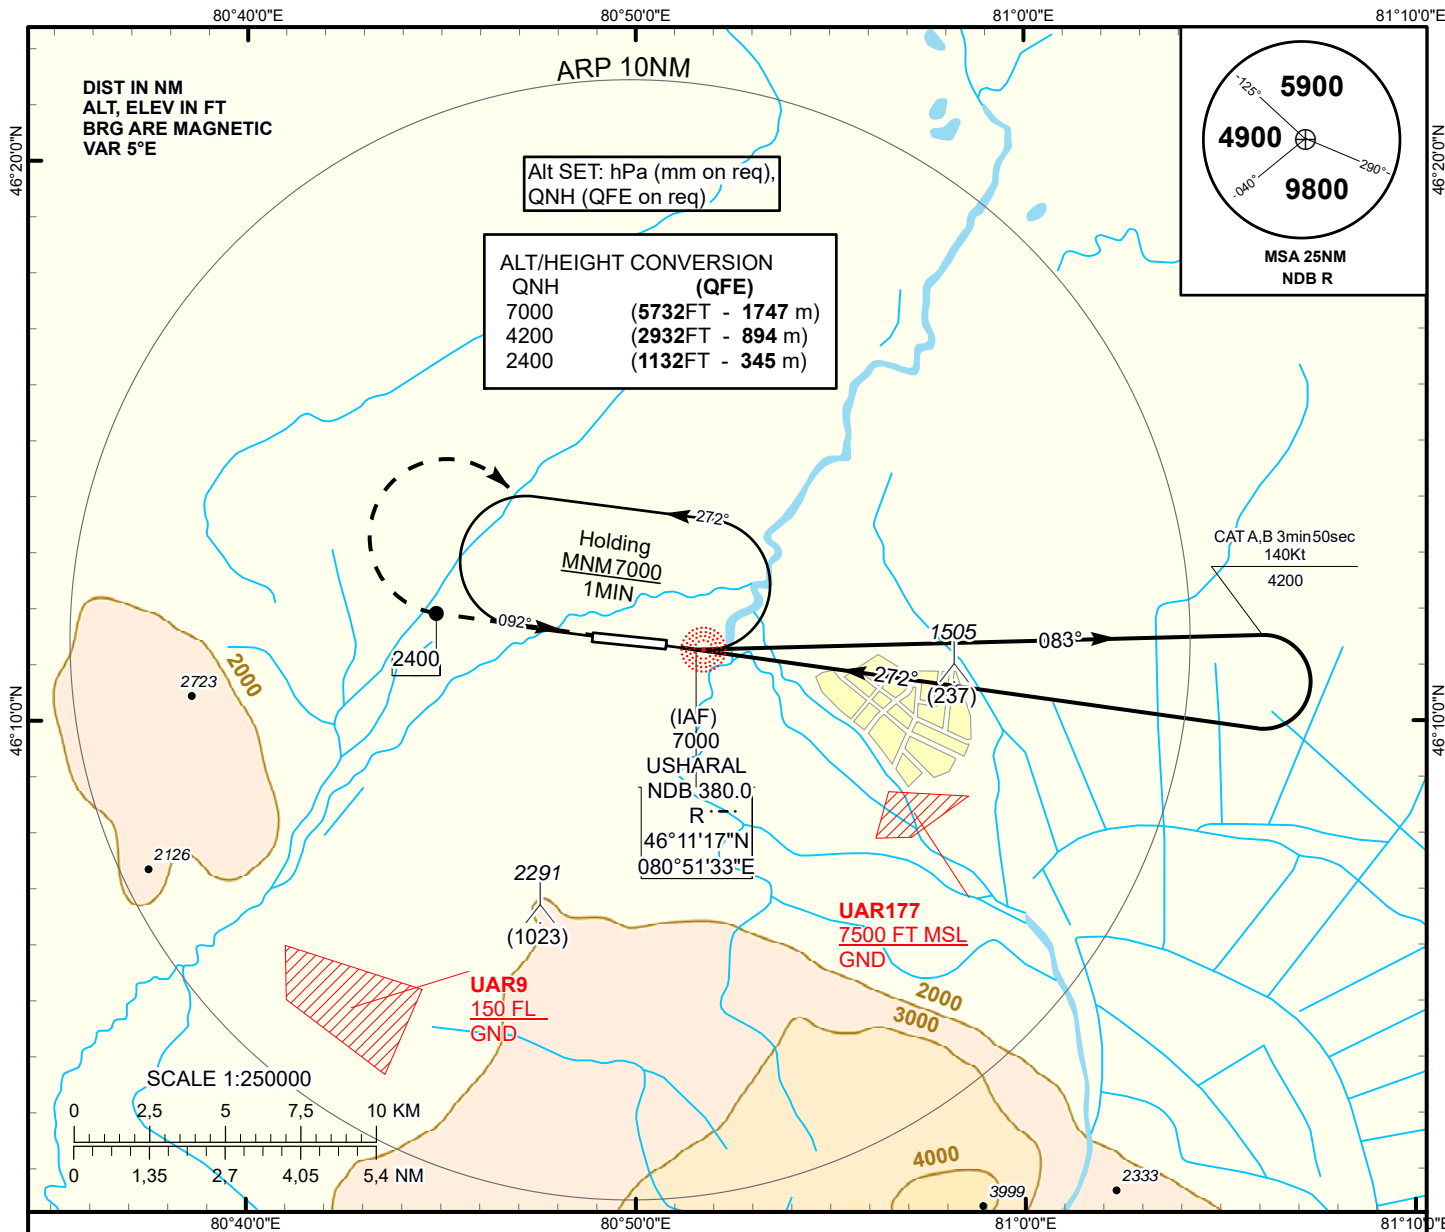 80°40'0"E
80°50'0"E
81°00'0"E
81°10'0"E
ARP 10NM
DIST IN NM
ALT, ELEV IN FT
BRG ARE MAGNETIC
VAR 5°E
46°20'0"N
46°20'0"N
5900
4900
9800
-125°
290°-
-040°
MSA 25NM
NDB R
Alt SET: hPa (mm on req),
QNH (QFE on req)
ALT/HEIGHT CONVERSION
QNH (QFE)
7000 (5732FT - 1747 m)
4200 (2932FT - 894 m)
2400 (1132FT - 345 m)
272°
Holding
MNM 7000
1MIN
092°
2400
CAT A,B 3min50sec
140Kt
4200
1505
083°
272°
(237)
2000
2723
46°10'0"N
46°10'0"N
(IAF)
7000
USHARAL
NDB 380.0
R ·-·
46°11'17"N
080°51'33"E
2126
2291
(1023)
UAR177
7500 FT MSL
GND
UAR9
150 FL
GND
2000
3000
SCALE 1:250000
0 2,5 5 7,5 10 KM
0 1,35 2,7 4,05 5,4 NM
4000
3999
2333
80°40'0"E
80°50'0"E
81°00'0"E
81°10'0"E